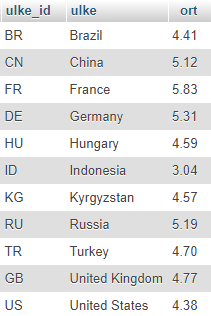 ulke_id ulke ort
BR Brazil 4.41
CN China 5.12
FR France 5.83
DE Germany 5.31
HU Hungary 4.59
ID Indonesia 3.04
KG Kyrgyzstan 4.57
RU Russia 5.19
TR Turkey 4.70
GB United Kingdom 4.77
US United States 4.38